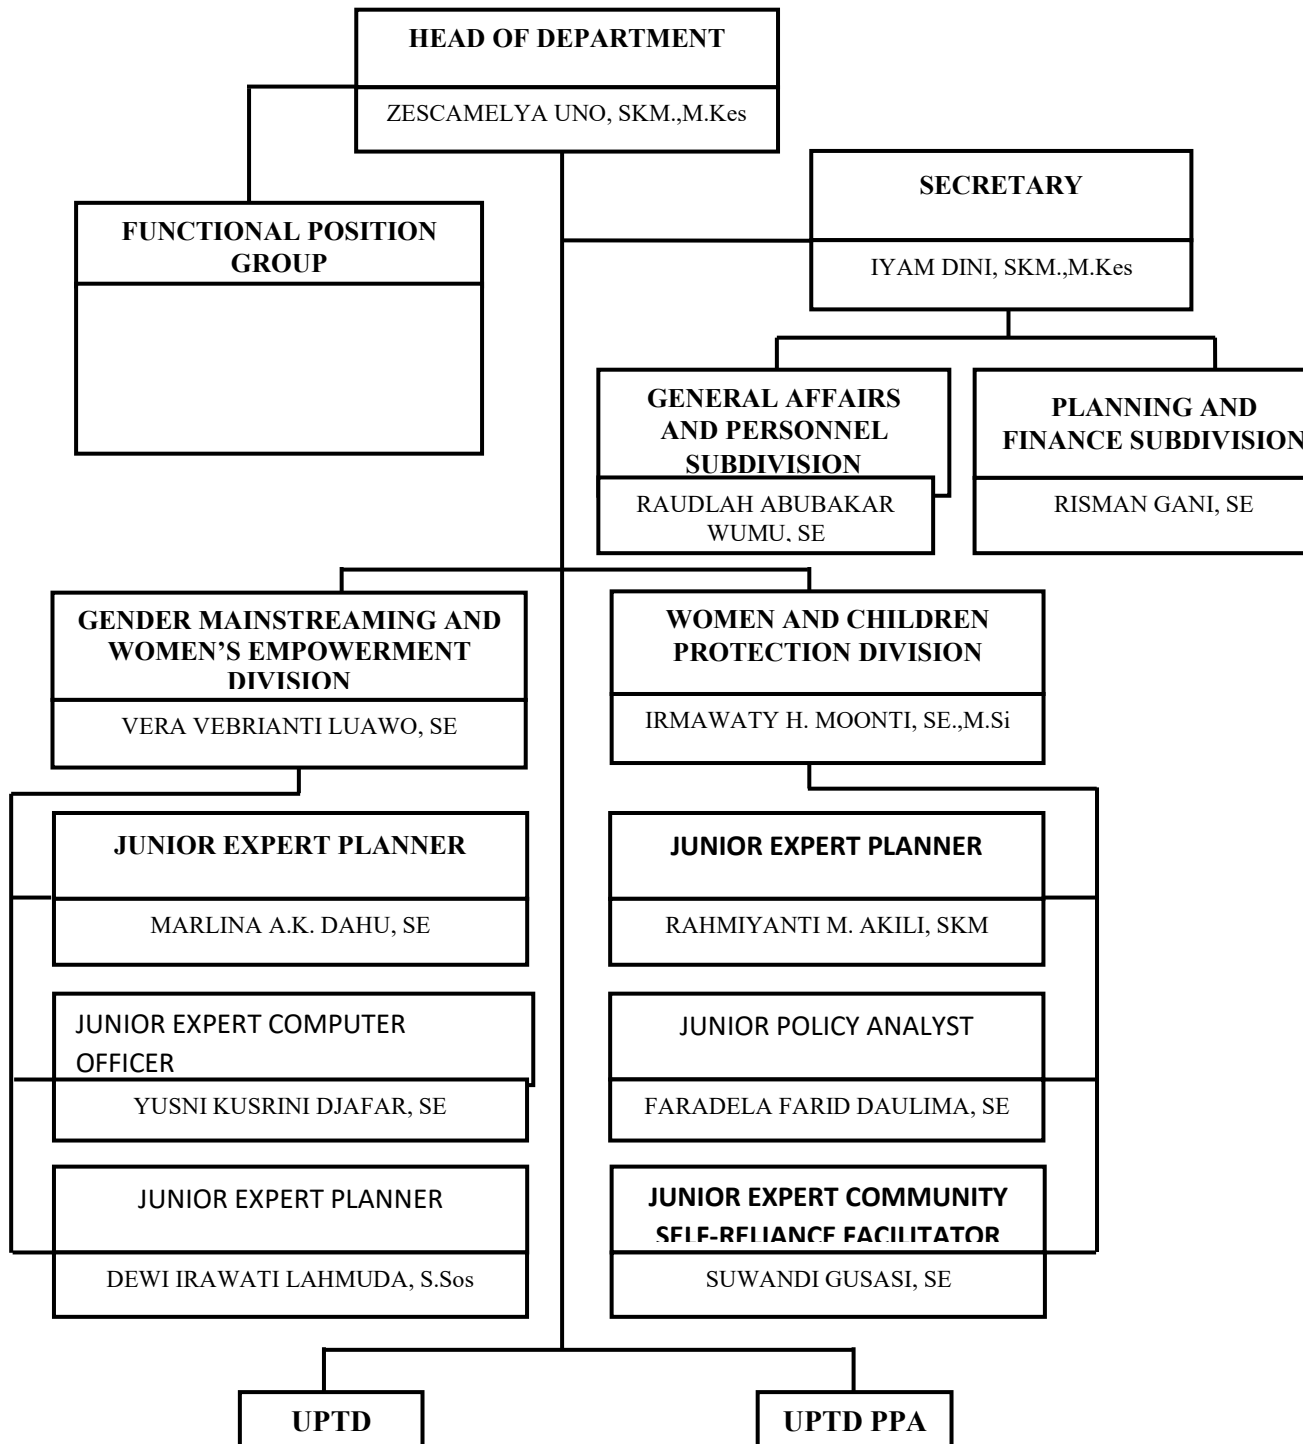 HEAD OF DEPARTMENT
ZESCAMELYA UNO, SKM.,M.Kes
SECRETARY
IYAM DINI, SKM.,M.Kes
FUNCTIONAL POSITION
GROUP
GENERAL AFFAIRS
AND PERSONNEL
SUBDIVISION
RAUDLAH ABUBAKAR
WUMU, SE
PLANNING AND
FINANCE SUBDIVISION
RISMAN GANI, SE
GENDER MAINSTREAMING AND
WOMEN’S EMPOWERMENT
DIVISION
VERA VEBRIANTI LUAWO, SE
WOMEN AND CHILDREN
PROTECTION DIVISION
IRMAWATY H. MOONTI, SE.,M.Si
JUNIOR EXPERT PLANNER
MARLINA A.K. DAHU, SE
JUNIOR EXPERT COMPUTER
OFFICER
YUSNI KUSRINI DJAFAR, SE
JUNIOR EXPERT PLANNER
DEWI IRAWATI LAHMUDA, S.Sos
JUNIOR EXPERT PLANNER
RAHMIYANTI M. AKILI, SKM
JUNIOR POLICY ANALYST
FARADELA FARID DAULIMA, SE
JUNIOR EXPERT COMMUNITY
SELF-RELIANCE FACILITATOR
SUWANDI GUSASI, SE
UPTD
UPTD PPA